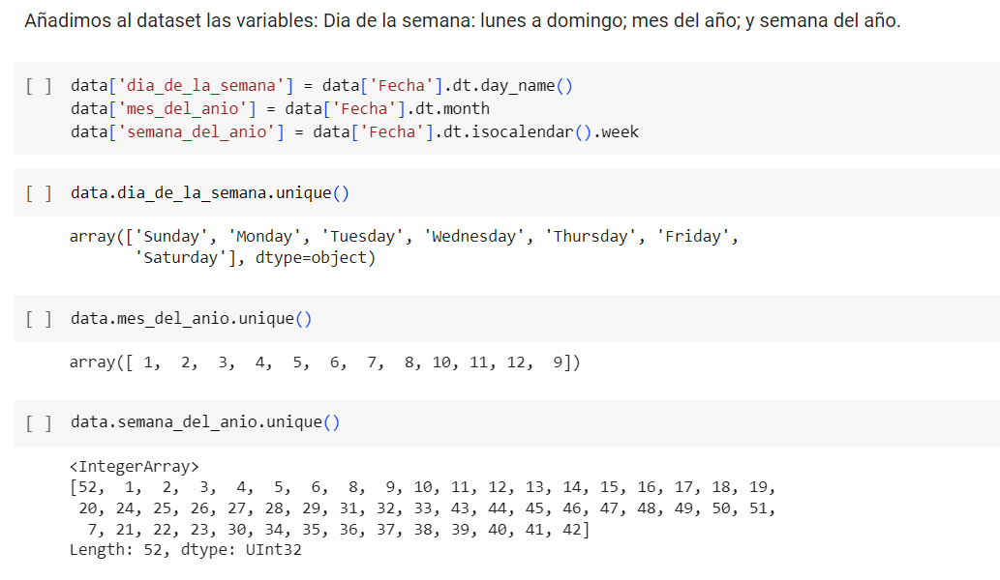 Añadimos al dataset las variables: Dia de la semana: lunes a domingo; mes del año; y semana del año.
[ ] data['dia_de_la_semana'] = data['Fecha'].dt.day_name()
data['mes_del_anio'] = data['Fecha'].dt.month
data['semana_del_anio'] = data['Fecha'].dt.isocalendar().week
[ ] data.dia_de_la_semana.unique()
array(['Sunday', 'Monday', 'Tuesday', 'Wednesday', 'Thursday', 'Friday',
'Saturday'], dtype=object)
[ ] data.mes_del_anio.unique()
array([ 1, 2, 3, 4, 5, 6, 7, 8, 10, 11, 12, 9])
[ ] data.semana_del_anio.unique()
<IntegerArray>
[52, 1, 2, 3, 4, 5, 6, 8, 9, 10, 11, 12, 13, 14, 15, 16, 17, 18, 19,
20, 24, 25, 26, 27, 28, 29, 31, 32, 33, 43, 44, 45, 46, 47, 48, 49, 50, 51,
7, 21, 22, 23, 30, 34, 35, 36, 37, 38, 39, 40, 41, 42]
Length: 52, dtype: UInt32